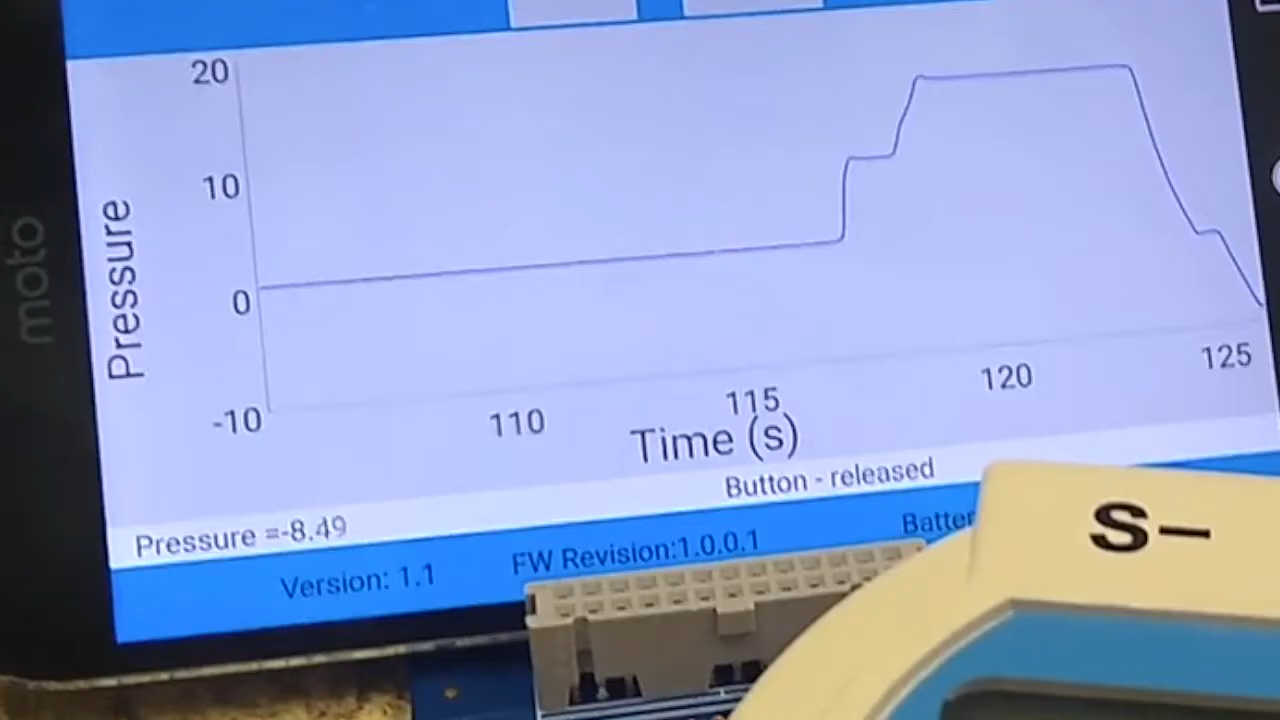 moto
20
10
0
-10
Pressure
110
115
120
125
Time (s)
Button - released
Pressure =-8.49
Version: 1.1
FW Revision:1.0.0.1
S–